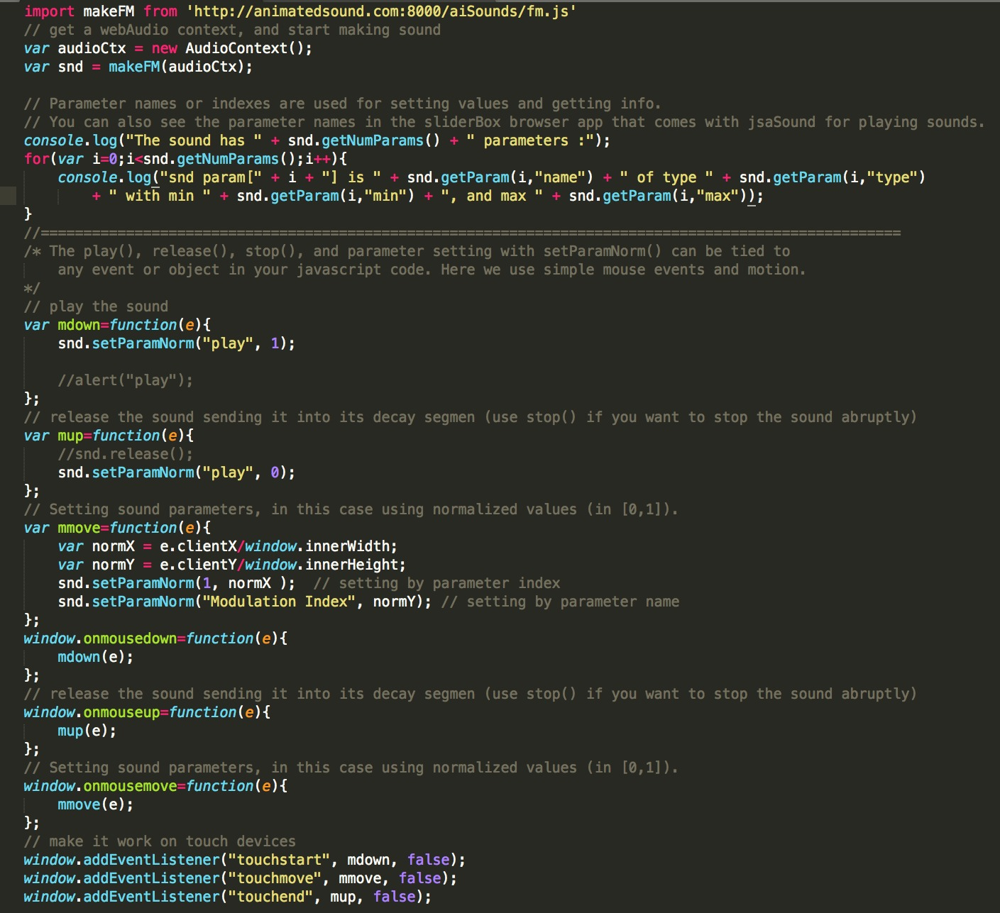 import makeFM from 'http://animatedsound.com:8000/aiSounds/fm.js'
// get a webAudio context, and start making sound
var audioCtx = new AudioContext();
var snd = makeFM(audioCtx);

// Parameter names or indexes are used for setting values and getting info.
// You can also see the parameter names in the sliderBox browser app that comes with jsaSound for playing sounds.
console.log("The sound has " + snd.getNumParams() + " parameters :");
for(var i=0;i<snd.getNumParams();i++){
    console.log("snd param[" + i + "] is " + snd.getParam(i,"name") + " of type " + snd.getParam(i,"type")
        + " with min " + snd.getParam(i,"min") + ", and max " + snd.getParam(i,"max"));
}
//=====================================================================================================
/* The play(), release(), stop(), and parameter setting with setParamNorm() can be tied to
    any event or object in your javascript code. Here we use simple mouse events and motion.
*/
// play the sound
var mdown=function(e){
    snd.setParamNorm("play", 1);

    //alert("play");
};
// release the sound sending it into its decay segmen (use stop() if you want to stop the sound abruptly)
var mup=function(e){
    //snd.release();
    snd.setParamNorm("play", 0);
};
// Setting sound parameters, in this case using normalized values (in [0,1]).
var mmove=function(e){
    var normX = e.clientX/window.innerWidth;
    var normY = e.clientY/window.innerHeight;
    snd.setParamNorm(1, normX );  // setting by parameter index
    snd.setParamNorm("Modulation Index", normY); // setting by parameter name
};
window.onmousedown=function(e){
    mdown(e);
};
// release the sound sending it into its decay segmen (use stop() if you want to stop the sound abruptly)
window.onmouseup=function(e){
    mup(e);
};
// Setting sound parameters, in this case using normalized values (in [0,1]).
window.onmousemove=function(e){
    mmove(e);
};
// make it work on touch devices
window.addEventListener("touchstart", mdown, false);
window.addEventListener("touchmove", mmove, false);
window.addEventListener("touchend", mup, false);